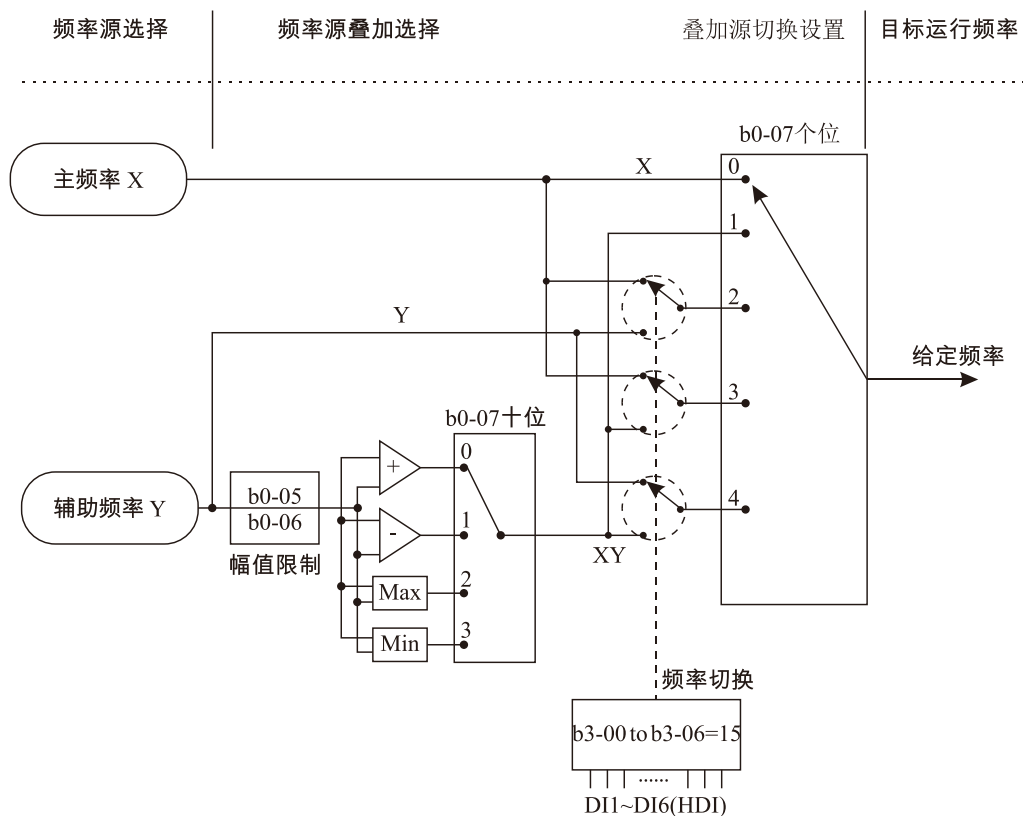 频率源选择
频率源叠加选择
叠加源切换设置
目标运行频率
b0-07个位
主频率 X
X
0
1
2
Y
给定频率
3
b0-07十位
0
+
4
辅助频率 Y
b0-05
b0-06
1
-
幅值限制
XY
2
Max
3
Min
频率切换
b3-00 to b3-06=15
······
DI1~DI6(HDI)